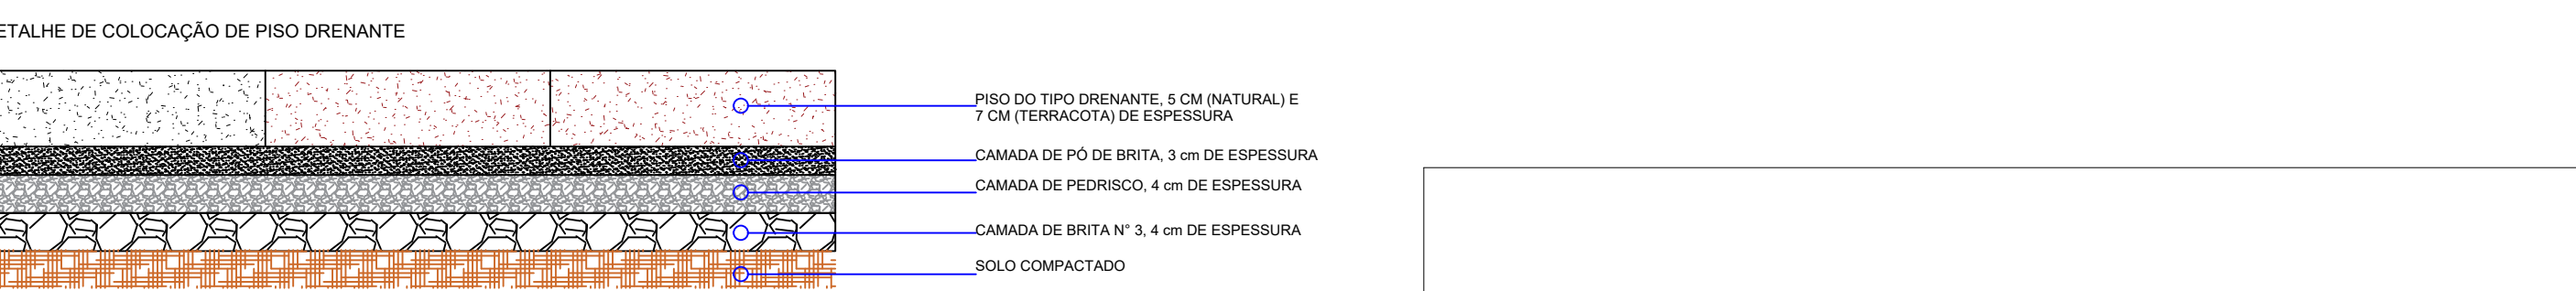 ETALHE DE COLOCAÇÃO DE PISO DRENANTE
PISO DO TIPO DRENANTE, 5 CM (NATURAL) E
7 CM (TERRACOTA) DE ESPESSURA
CAMADA DE PÓ DE BRITA, 3 cm DE ESPESSURA
CAMADA DE PEDRISCO, 4 cm DE ESPESSURA
CAMADA DE BRITA N° 3, 4 cm DE ESPESSURA
SOLO COMPACTADO